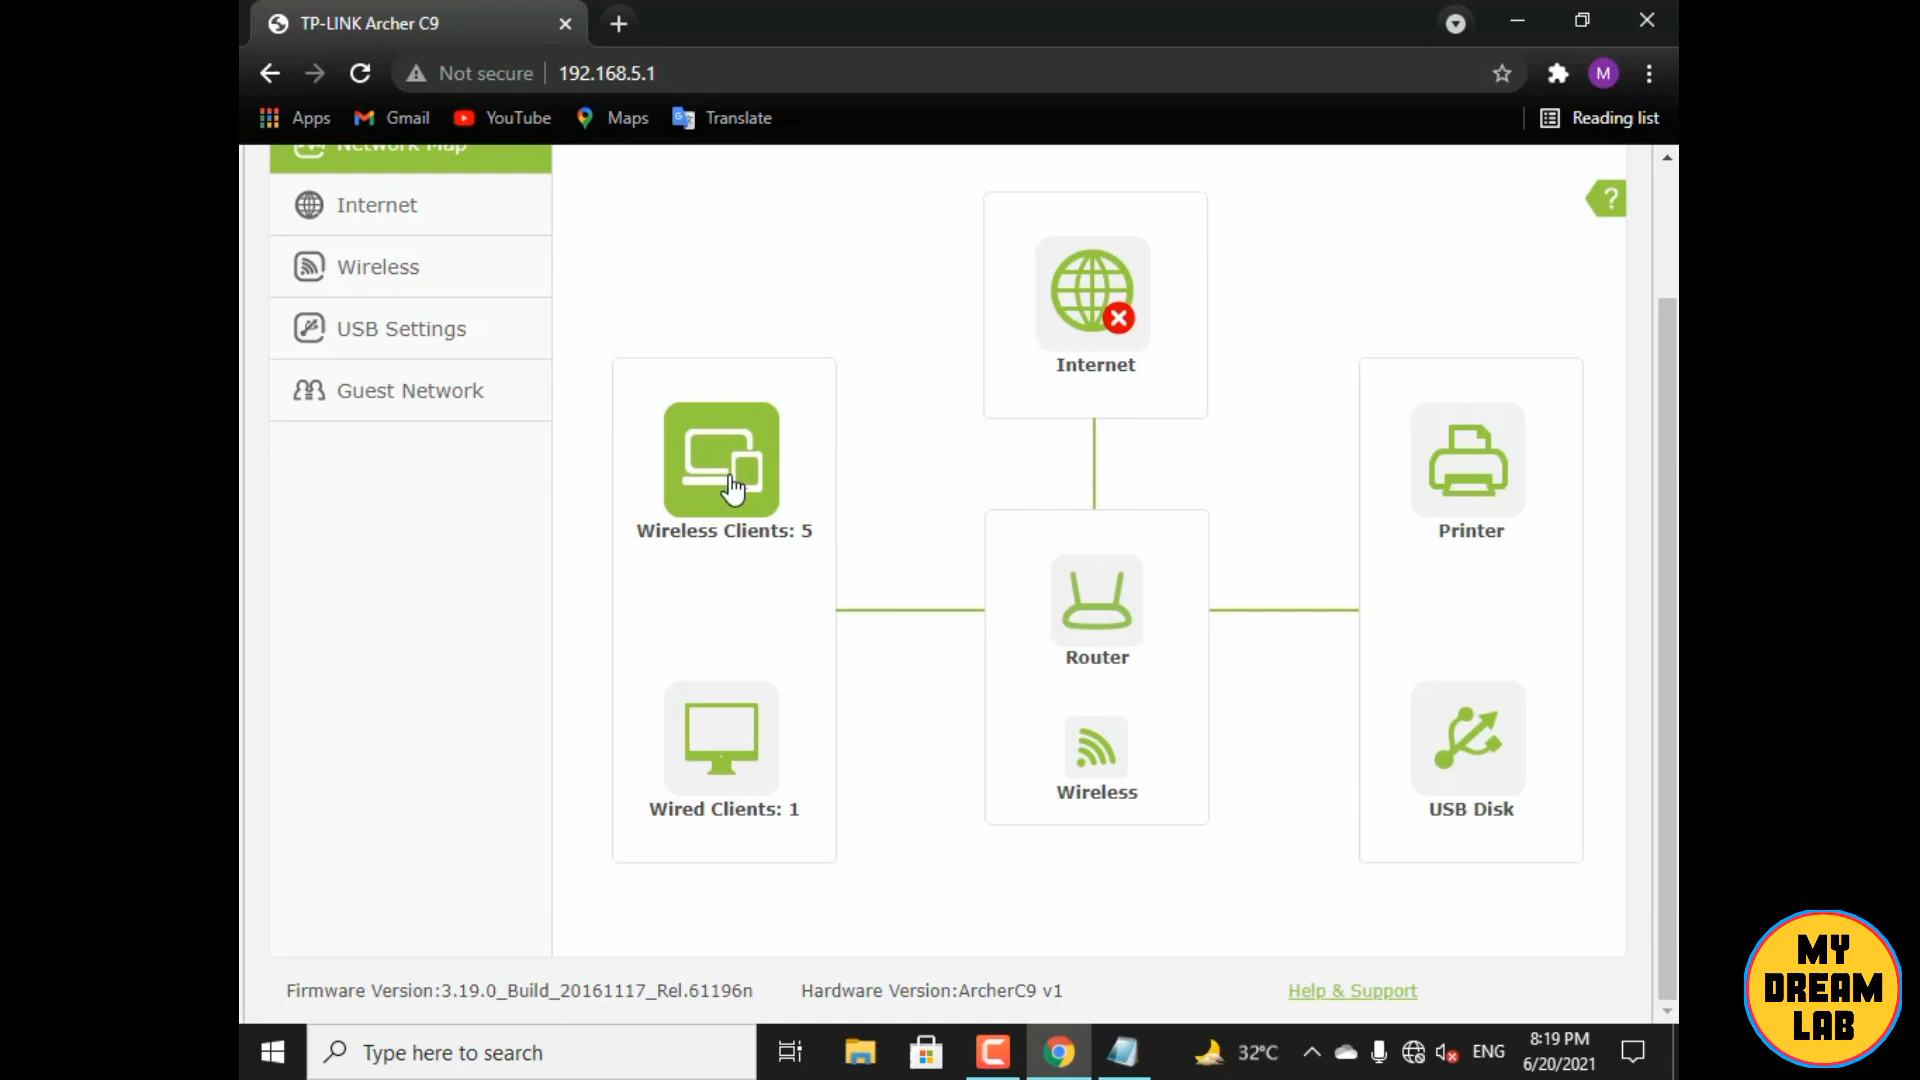 TP-LINK Archer C9
Not secure 192.168.5.1
Apps Gmail YouTube Maps Translate Reading list
Network Map
Internet
Wireless
USB Settings
Guest Network
?
Internet
Wireless Clients: 5
Printer
Router
Wireless
Wired Clients: 1
USB Disk
Firmware Version:3.19.0_Build_20161117_Rel.61196n Hardware Version:ArcherC9 v1 Help & Support
Type here to search
32°C
ENG
8:19 PM
6/20/2021
M
MY
DREAM
LAB